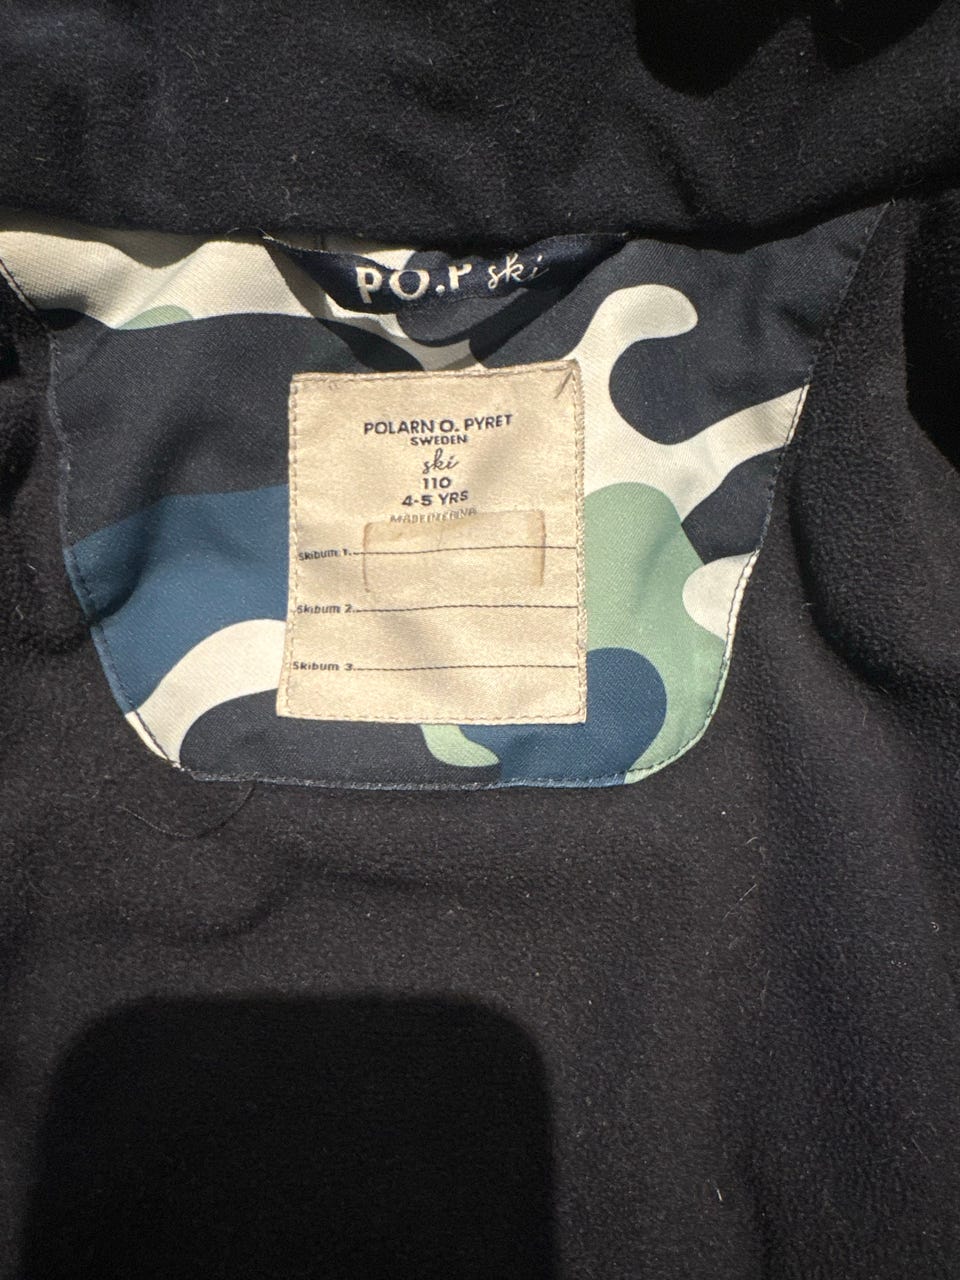 PO.P ski
POLARN O. PYRET
SWEDEN
ski
110
4-5 YRS
MADE IN CHINA
Skibum 1.
Skibum 2.
Skibum 3.